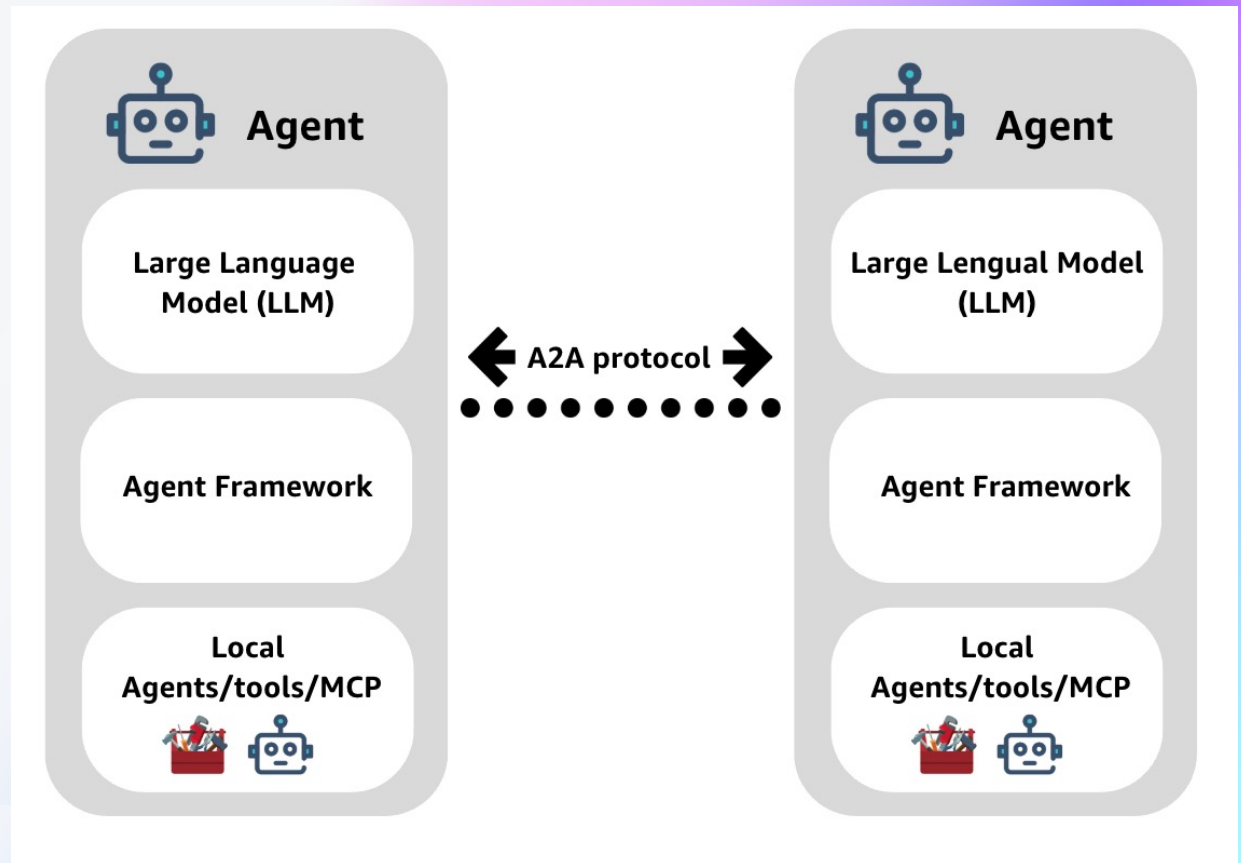 Agent
Large Language
Model (LLM)
Agent Framework
Local
Agents/tools/MCP
A2A protocol
Agent
Large Lengual Model
(LLM)
Agent Framework
Local
Agents/tools/MCP